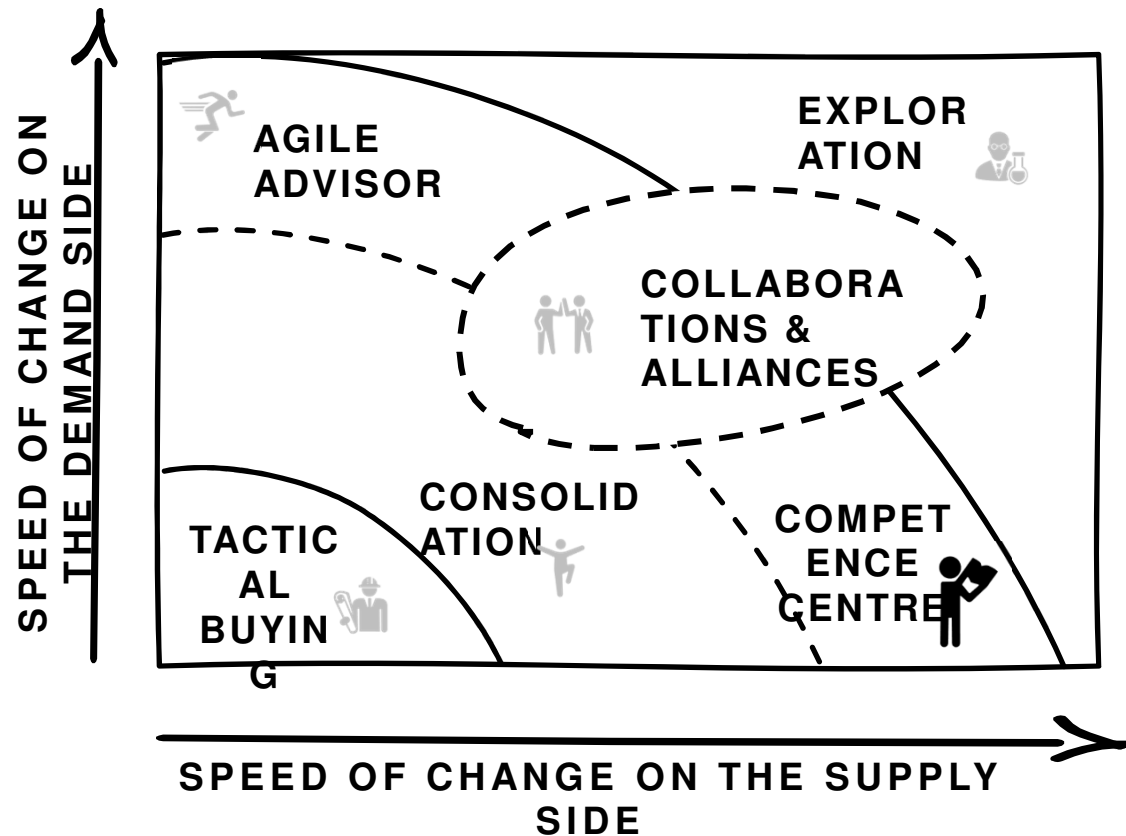 SPEED OF CHANGE ON
THE DEMAND SIDE
AGILE
ADVISOR
EXPLOR
ATION
COLLABORA
TIONS &
ALLIANCES
CONSOLID
ATION
TACTIC
AL
BUYIN
G
COMPET
ENCE
CENTRE
SPEED OF CHANGE ON THE SUPPLY
SIDE